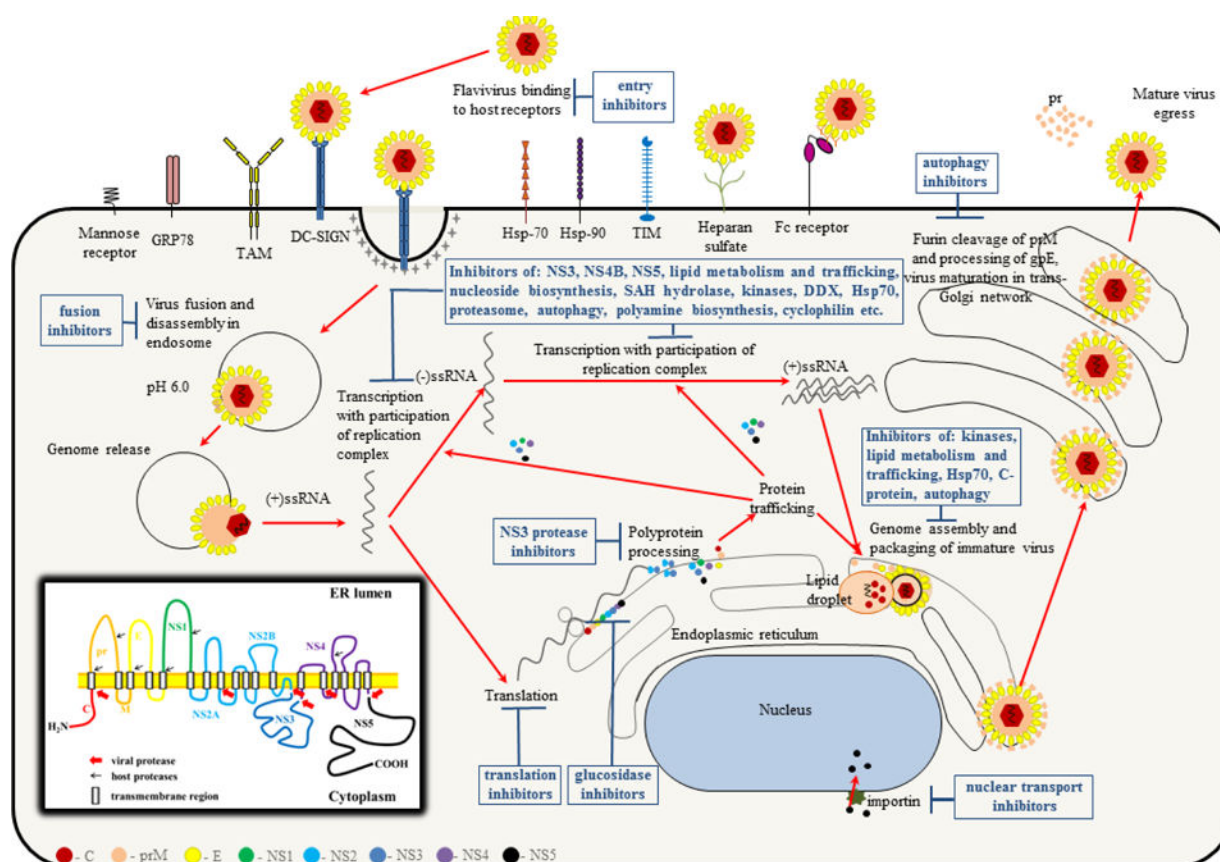 Flavivirus binding
to host receptors
entry
inhibitors
pr
Mature virus
egress
autophagy
inhibitors
Mannose
receptor
GRP78
TAM
DC-SIGN
Hsp-70
Hsp-90
TIM
Heparan
sulfate
Fc receptor
Furin cleavage of prM
and processing of gpE,
virus maturation in trans-
Golgi network
Inhibitors of: NS3, NS4B, NS5, lipid metabolism and trafficking,
nucleoside biosynthesis, SAH hydrolase, kinases, DDX, Hsp70,
proteasome, autophagy, polyamine biosynthesis, cyclophilin etc.
fusion
inhibitors
Virus fusion and
disassembly in
endosome
pH 6.0
(-)ssRNA
Transcription
with participation
of replication
complex
Transcription with participation of
replication complex
(+)ssRNA
Genome release
(+)ssRNA
Inhibitors of: kinases,
lipid metabolism and
trafficking, Hsp70, C-
protein, autophagy
Protein
trafficking
NS3 protease
inhibitors
Polyprotein
processing
Genome assembly and
packaging of immature virus
Lipid
droplet
Endoplasmic reticulum
Translation
Nucleus
translation
inhibitors
glucosidase
inhibitors
importin
nuclear transport
inhibitors
ER lumen
pr
E
NS1
NS2B
NS4
C
M
NS2A
NS3
NS5
H₂N
COOH
viral protease
host proteases
transmembrane region
Cytoplasm
- C
- prM
- E
- NS1
- NS2
- NS3
- NS4
- NS5